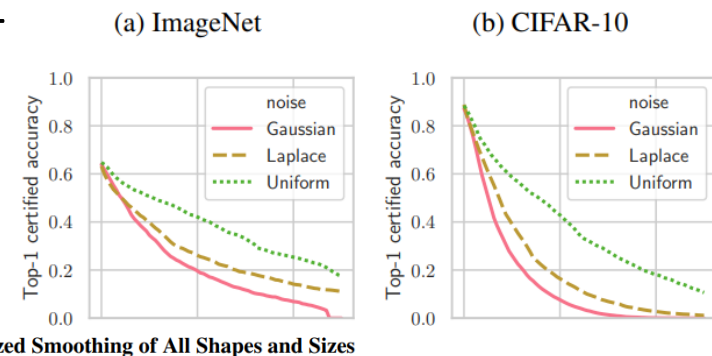 (a) ImageNet
(b) CIFAR-10
Top-1 certified accuracy
1.0
0.8
0.6
0.4
0.2
0.0
noise
Gaussian
Laplace
Uniform
Top-1 certified accuracy
1.0
0.8
0.6
0.4
0.2
0.0
noise
Gaussian
Laplace
Uniform
zed Smoothing of All Shapes and Sizes